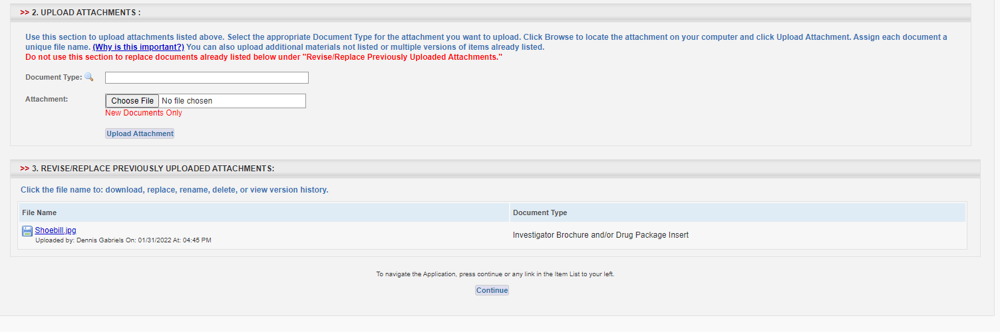 >> 2. UPLOAD ATTACHMENTS :
Use this section to upload attachments listed above. Select the appropriate Document Type for the attachment you want to upload. Click Browse to locate the attachment on your computer and click Upload Attachment. Assign each document a
unique file name. (Why is this important?) You can also upload additional materials not listed or multiple versions of items already listed.
Do not use this section to replace documents already listed below under "Revise/Replace Previously Uploaded Attachments."
Document Type:
Attachment: Choose File No file chosen
New Documents Only
Upload Attachment
>> 3. REVISE/REPLACE PREVIOUSLY UPLOADED ATTACHMENTS:
Click the file name to: download, replace, rename, delete, or view version history.
File Name Document Type
Shoebill.jpg
Uploaded by: Dennis Gabriels On: 01/31/2022 At: 04:45 PM
Investigator Brochure and/or Drug Package Insert
To navigate the Application, press continue or any link in the Item List to your left.
Continue